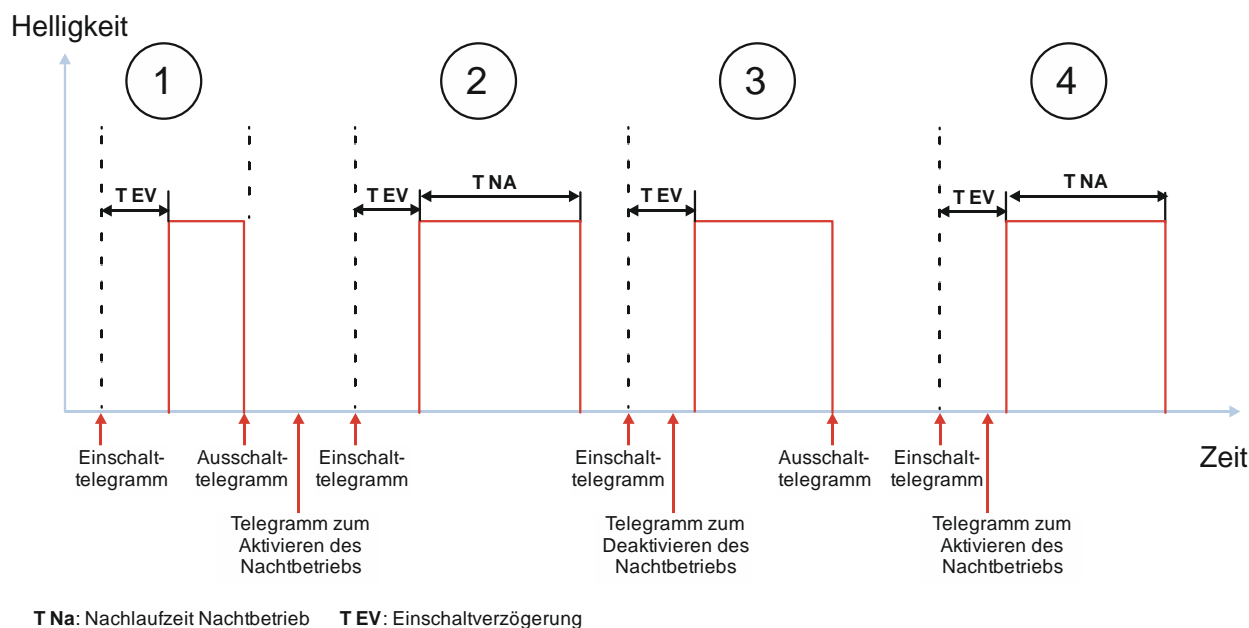 Helligkeit
1
2
3
4
T EV
T EV
T NA
T EV
T EV
T NA
Einschalt-
telegramm
Ausschalt-
telegramm
Einschalt-
telegramm
Einschalt-
telegramm
Ausschalt-
telegramm
Einschalt-
telegramm
Zeit
Telegramm zum
Aktivieren des
Nachtbetriebs
Telegramm zum
Deaktivieren des
Nachtbetriebs
Telegramm zum
Aktivieren des
Nachtbetriebs
T Na: Nachlaufzeit Nachtbetrieb T EV: Einschaltverzögerung